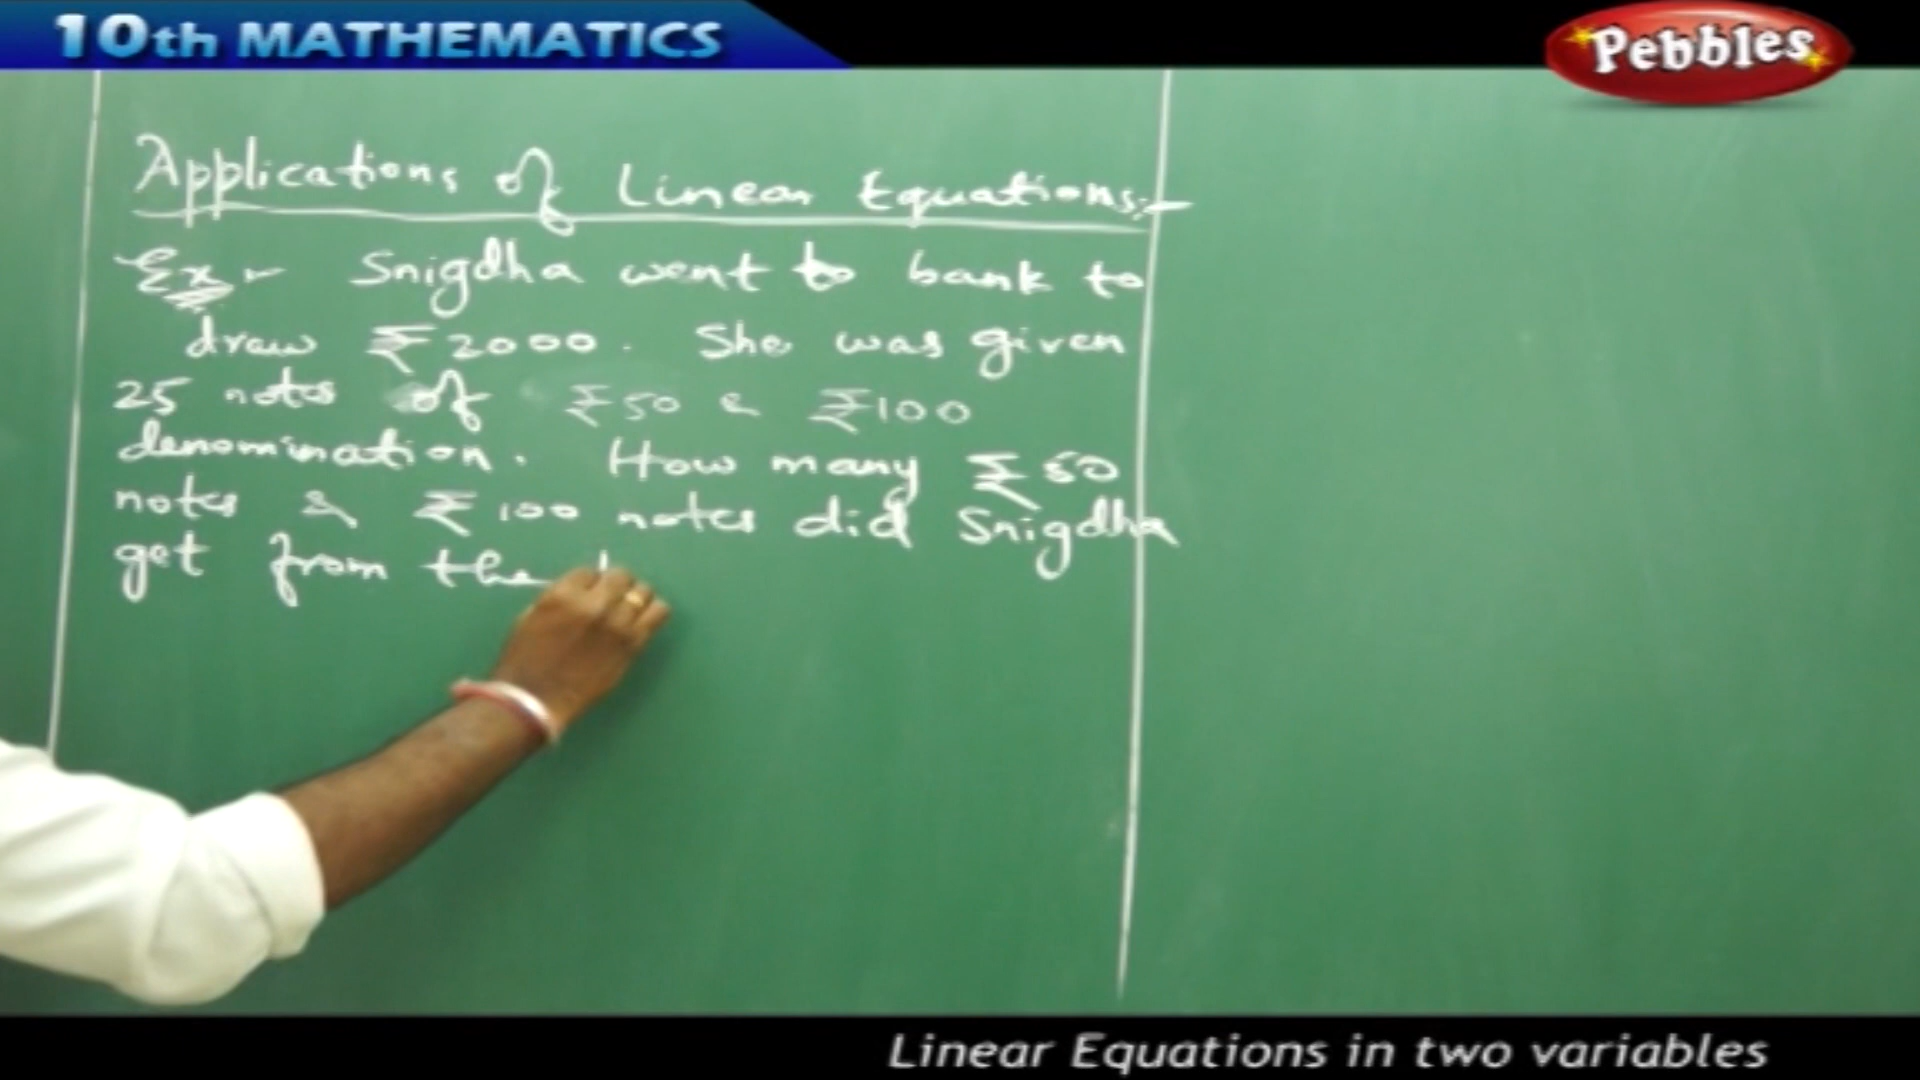 10th MATHEMATICS
Pebbles
Applications of Linear Equations:-
Ex:- Snigdha went to bank to
draw ₹2000. She was given
25 notes of ₹50 & ₹100
denomination. How many ₹50
notes & ₹100 notes did Snigdha
get from the
Linear Equations in two variables